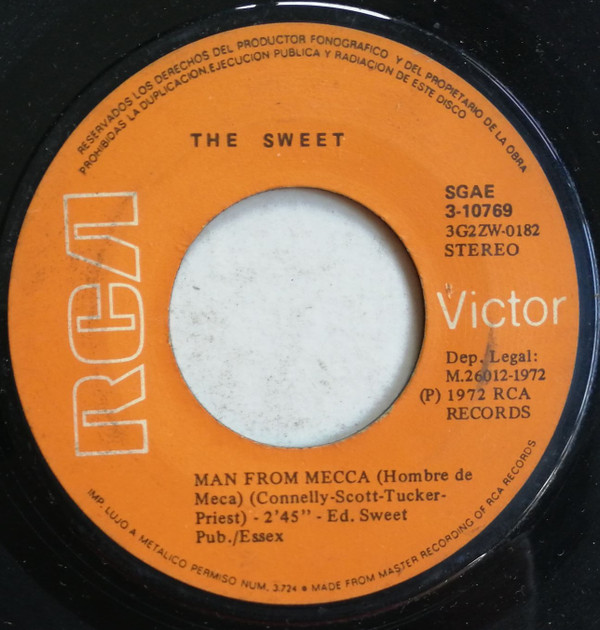 RESERVADOS LOS DERECHOS DEL PRODUCTOR FONOGRAFICO Y DEL PROPIETARIO DE LA OBRA
PROHIBIDAS LA DUPLICACION, EJECUCION PUBLICA Y RADIACION DE ESTE DISCO
THE SWEET
SGAE
3-10769
3G2ZW-0182
STEREO
RCA
Victor
Dep. Legal:
M.26012-1972
(P) 1972 RCA
RECORDS
MAN FROM MECCA (Hombre de
Meca) (Connelly-Scott-Tucker-
Priest) - 2'45" - Ed. Sweet
Pub./Essex
IMP. LUJO A METALICO PERMISO NUM. 3.724 • MADE FROM MASTER RECORDING OF RCA RECORDS